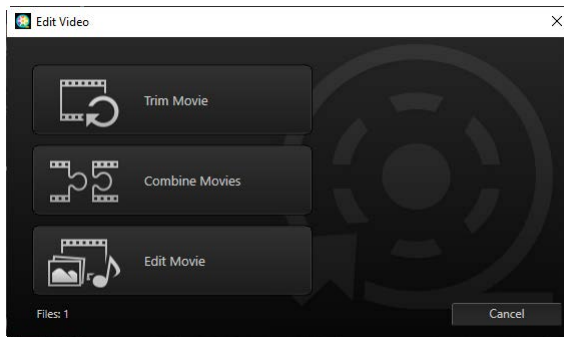 Edit Video
Trim Movie
Combine Movies
Edit Movie
Files: 1
Cancel